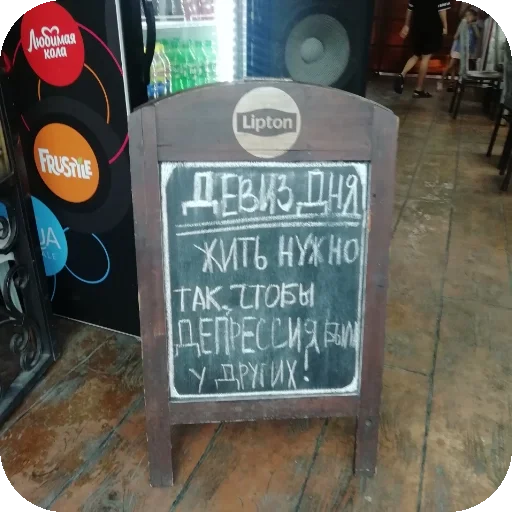 Любимая
кола
FRUSTYLE
Lipton
ДЕВИЗ ДНЯ
ЖИТЬ НУЖНО
ТАК, ЧТОБЫ
ДЕПРЕССИЯ БЫЛА
У ДРУГИХ!